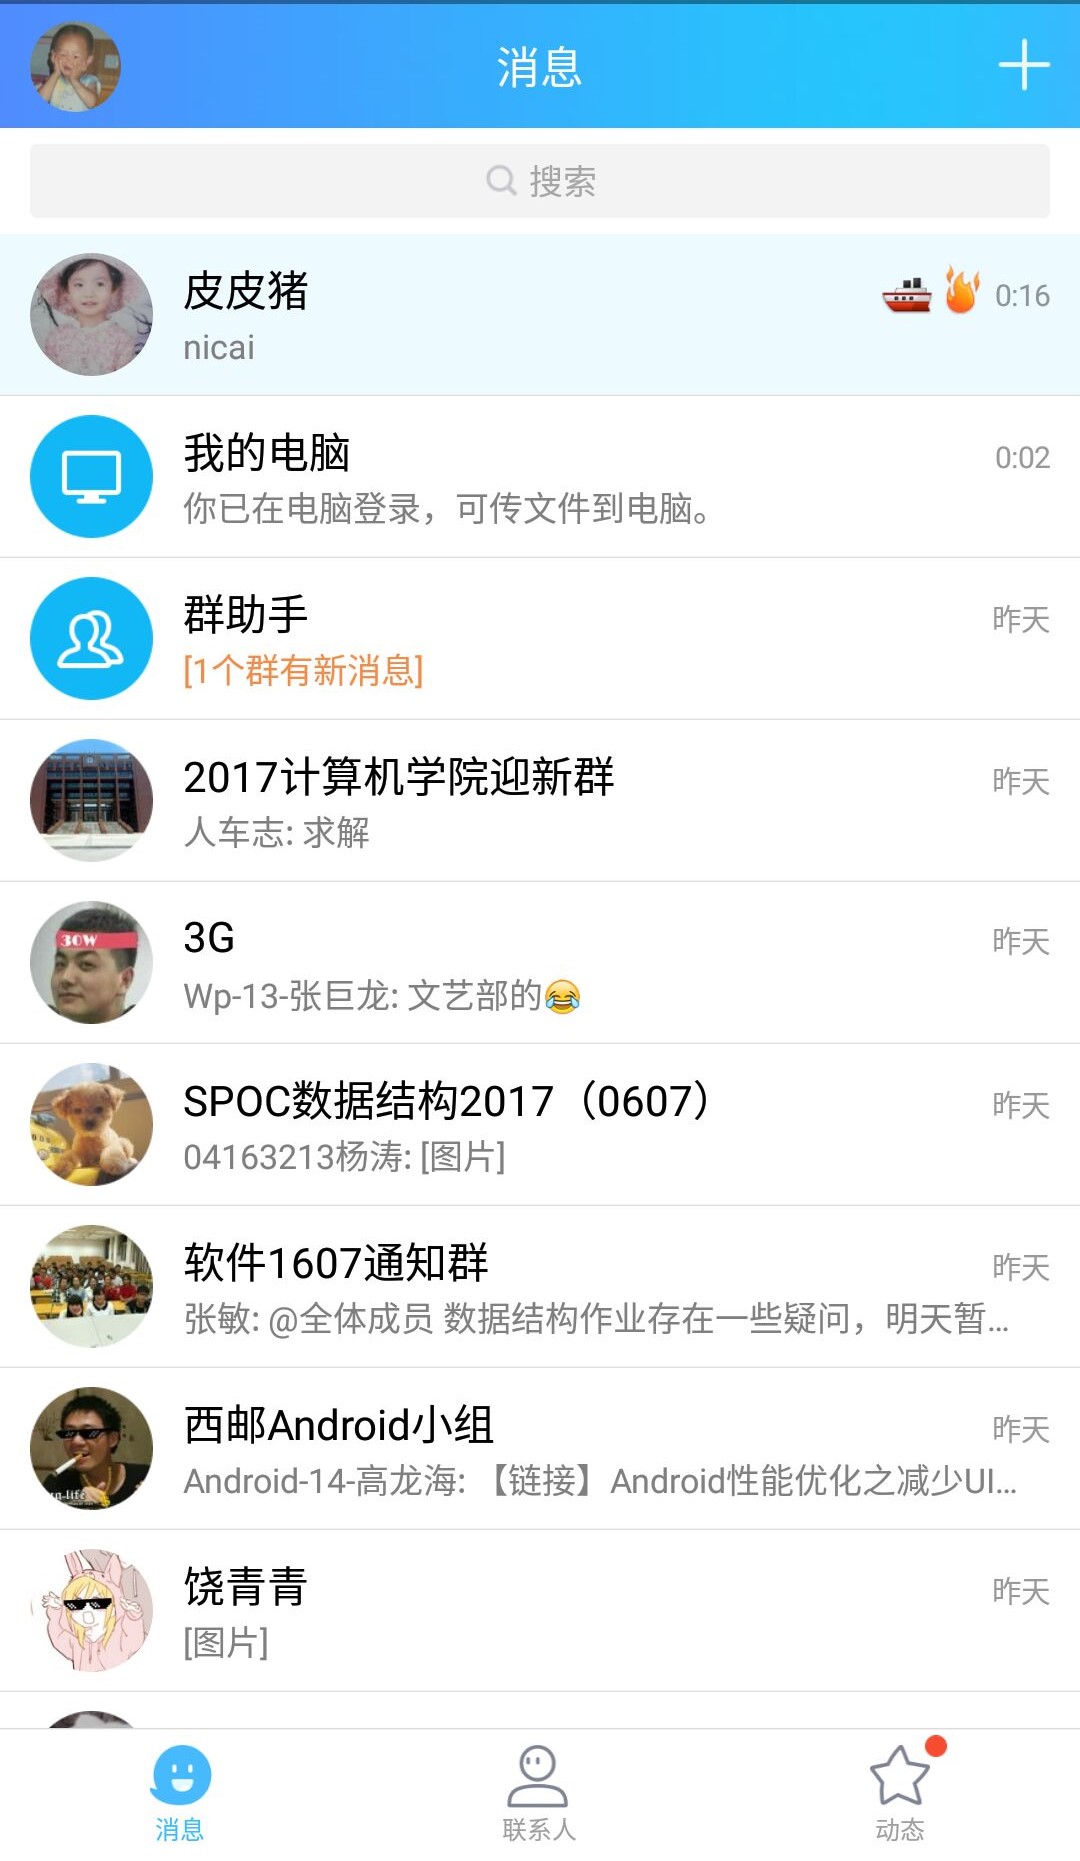 消息
搜索
皮皮猪
0:16
nicai
我的电脑
0:02
你已在电脑登录，可传文件到电脑。
群助手
昨天
[1个群有新消息]
2017计算机学院迎新群
昨天
人车志: 求解
30W
3G
昨天
Wp-13-张巨龙: 文艺部的😂
SPOC数据结构2017（0607）
昨天
04163213杨涛: [图片]
软件1607通知群
昨天
张敏: @全体成员 数据结构作业存在一些疑问，明天暂...
西邮Android小组
昨天
Android-14-高龙海: 【链接】Android性能优化之减少UI...
饶青青
昨天
[图片]
消息
联系人
动态